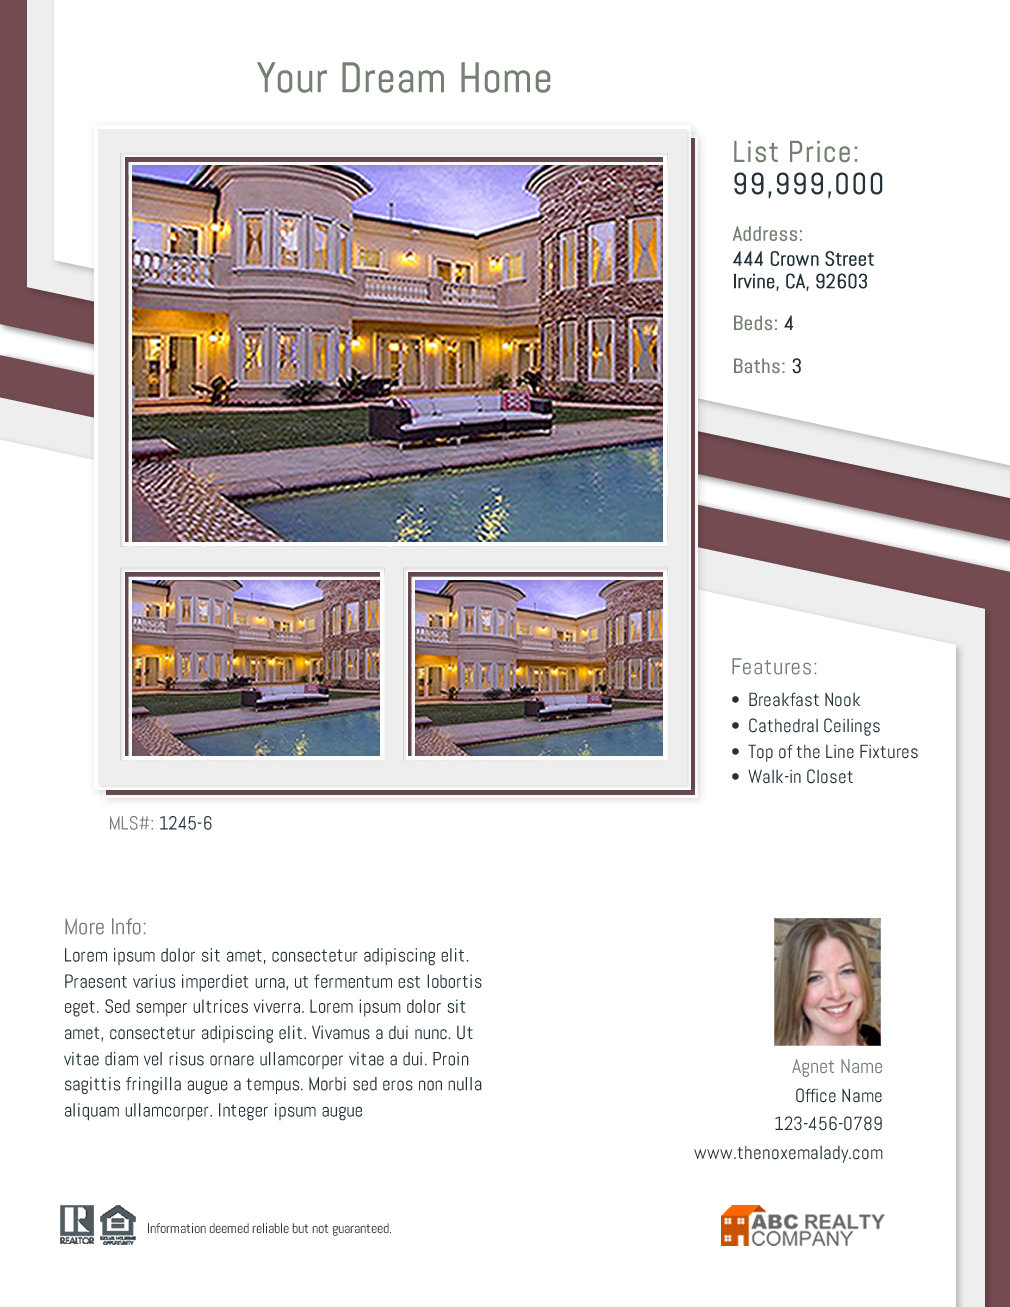 Your Dream Home
List Price:
99,999,000
Address:
444 Crown Street
Irvine, CA, 92603
Beds: 4
Baths: 3
Features:
• Breakfast Nook
• Cathedral Ceilings
• Top of the Line Fixtures
• Walk-in Closet
MLS#: 1245-6
More Info:
Lorem ipsum dolor sit amet, consectetur adipiscing elit.
Praesent varius imperdiet urna, ut fermentum est lobortis
eget. Sed semper ultrices viverra. Lorem ipsum dolor sit
amet, consectetur adipiscing elit. Vivamus a dui nunc. Ut
vitae diam vel risus ornare ullamcorper vitae a dui. Proin
sagittis fringilla augue a tempus. Morbi sed eros non nulla
aliquam ullamcorper. Integer ipsum augue
Agnet Name
Office Name
123-456-0789
www.thenoxemalady.com
R
REALTOR
EQUAL HOUSING
OPPORTUNITY
Information deemed reliable but not guaranteed.
ABC REALTY
COMPANY